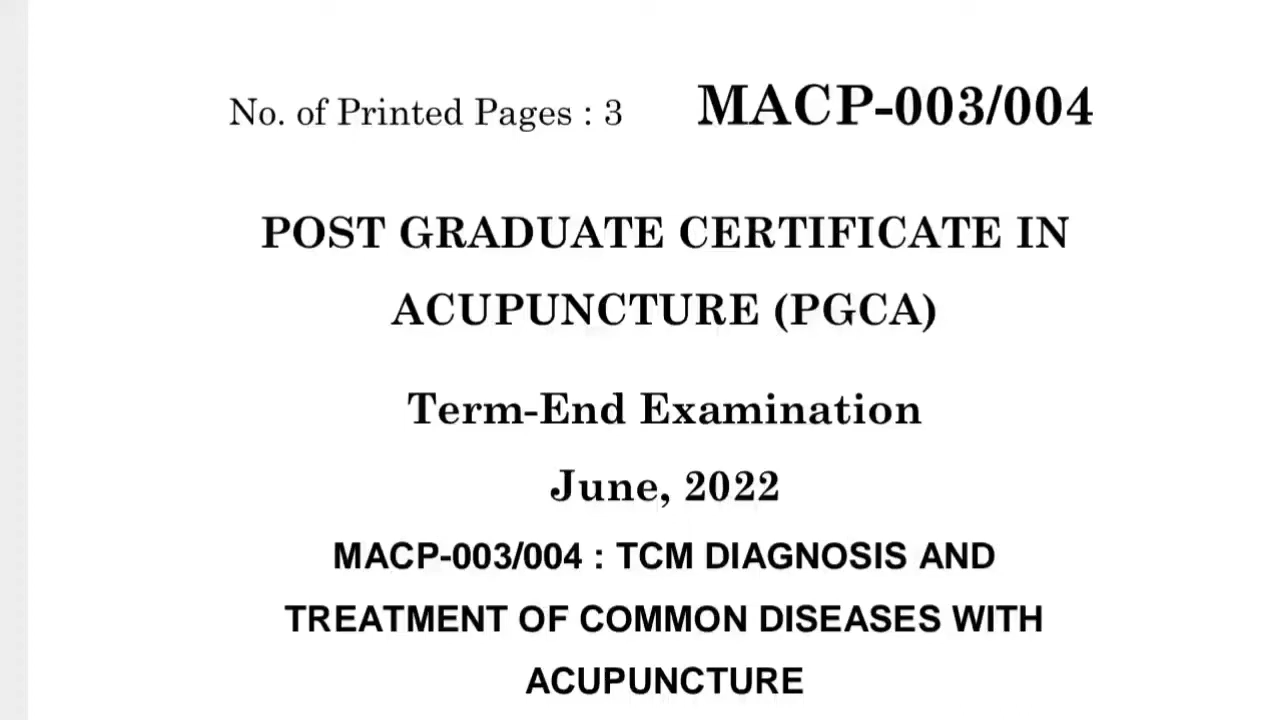 No. of Printed Pages : 3 MACP-003/004
POST GRADUATE CERTIFICATE IN
ACUPUNCTURE (PGCA)
Term-End Examination
June, 2022
MACP-003/004 : TCM DIAGNOSIS AND
TREATMENT OF COMMON DISEASES WITH
ACUPUNCTURE